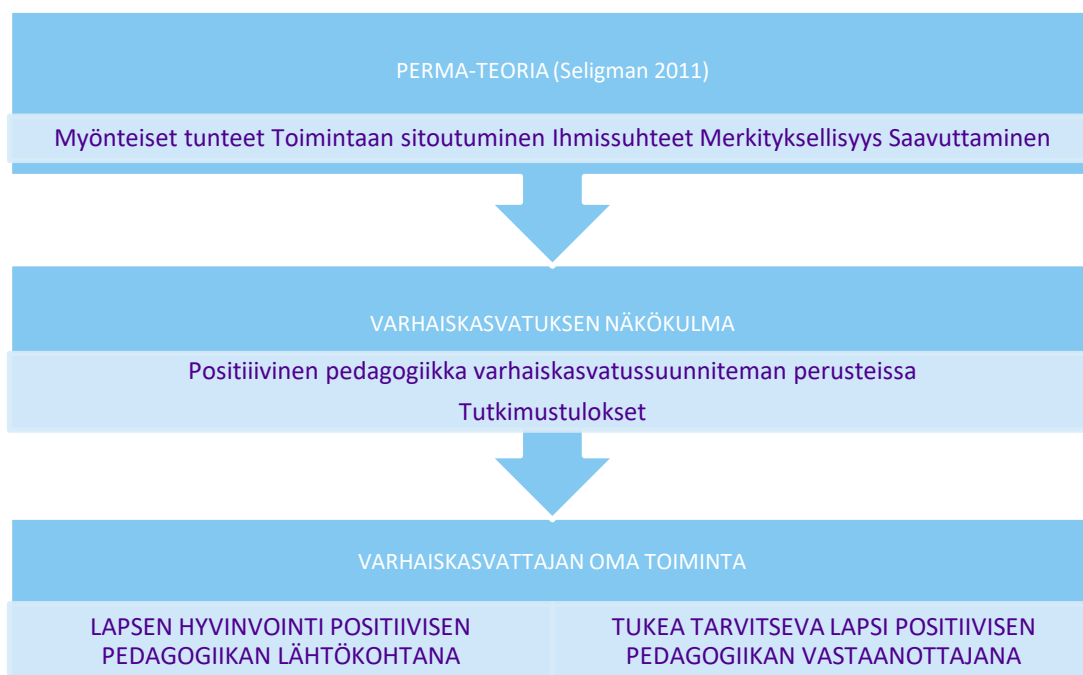 PERMA-TEORIA (Seligman 2011)
Myönteiset tunteet Toimintaan sitoutuminen Ihmissuhteet Merkityksellisyys Saavuttaminen
VARHAISKASVATUKSEN NÄKÖKULMA
Positiiivinen pedagogiikka varhaiskasvatussuunniteman perusteissa
Tutkimustulokset
VARHAISKASVATTAJAN OMA TOIMINTA
LAPSEN HYVINVOINTI POSITIIVISEN
PEDAGOGIIKAN LÄHTÖKOHTANA
TUKEA TARVITSEVA LAPSI POSITIIVISEN
PEDAGOGIIKAN VASTAANOTTAJANA